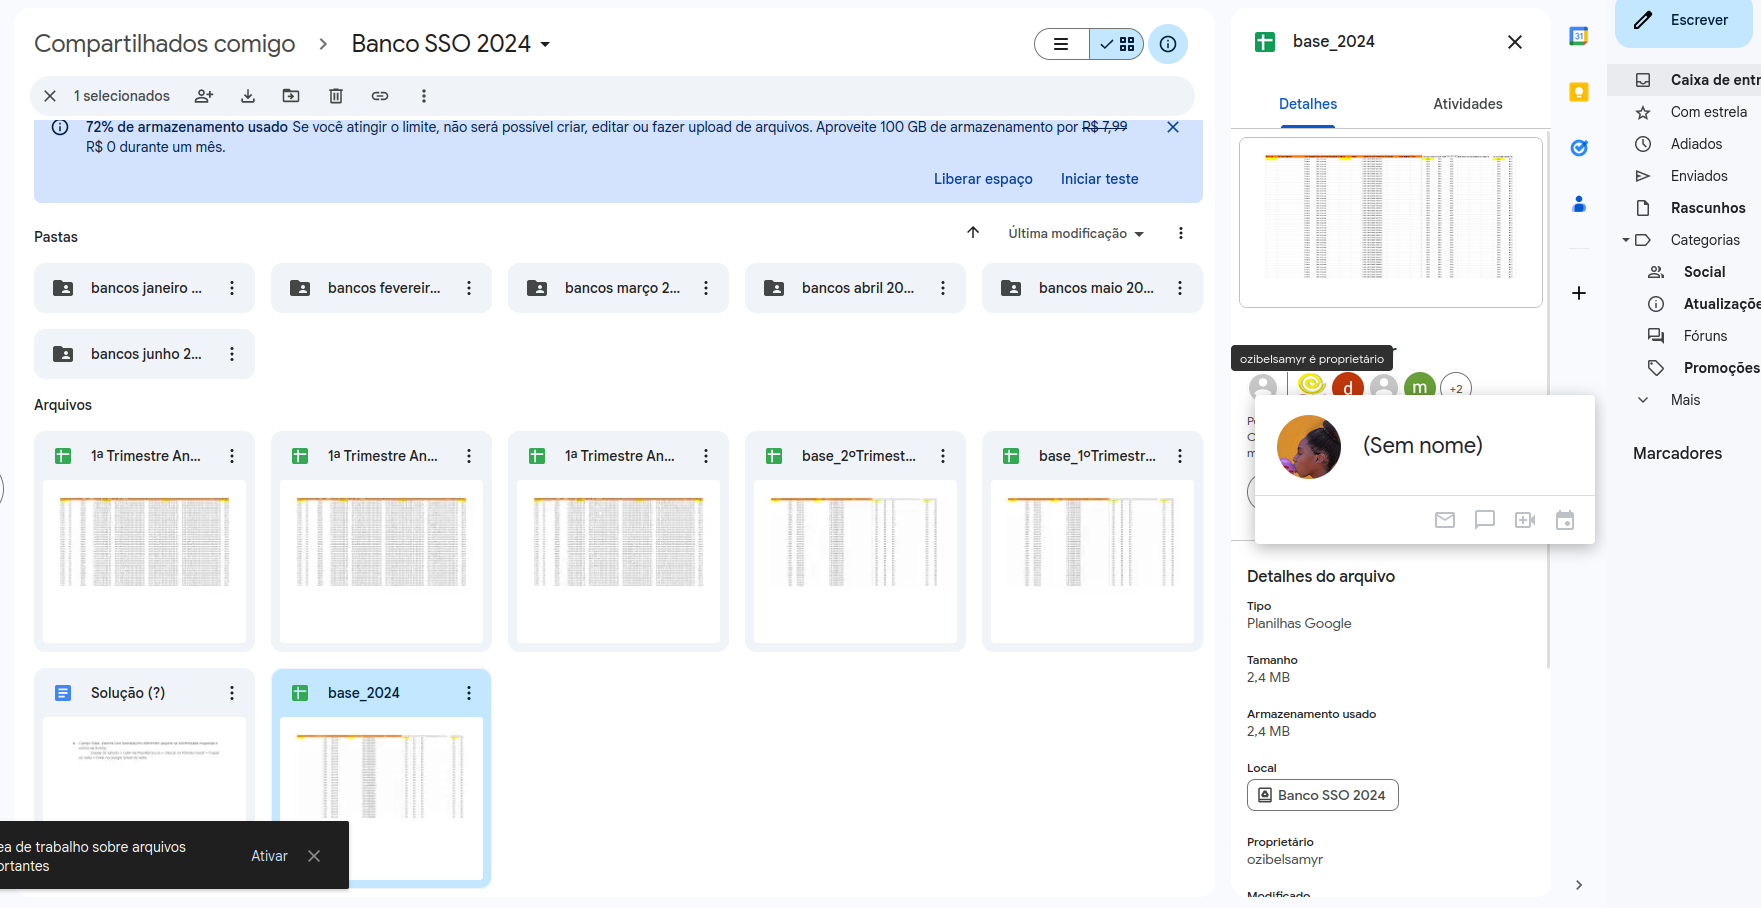 Compartilhados comigo > Banco SSO 2024
1 selecionados
72% de armazenamento usado Se você atingir o limite, não será possível criar, editar ou fazer upload de arquivos. Aproveite 100 GB de armazenamento por R$ 7,99
R$ 0 durante um mês.
Liberar espaço Iniciar teste
Pastas
Última modificação
bancos janeiro ...
bancos fevereir...
bancos março 2...
bancos abril 20...
bancos maio 20...
bancos junho 2...
Arquivos
1ª Trimestre An...
1ª Trimestre An...
1ª Trimestre An...
base_2ºTrimest...
base_1ºTrimestr...
Solução (?)
base_2024
ea de trabalho sobre arquivos
ortantes
Ativar
base_2024
Detalhes Atividades
ozibelsamyr é proprietário
d
m
+2
(Sem nome)
Detalhes do arquivo
Tipo
Planilhas Google
Tamanho
2,4 MB
Armazenamento usado
2,4 MB
Local
Banco SSO 2024
Proprietário
ozibelsamyr
Modificado
31
Escrever
Caixa de entr
Com estrela
Adiados
Enviados
Rascunhos
Categorias
Social
Atualizaçõe
Fóruns
Promoções
Mais
Marcadores